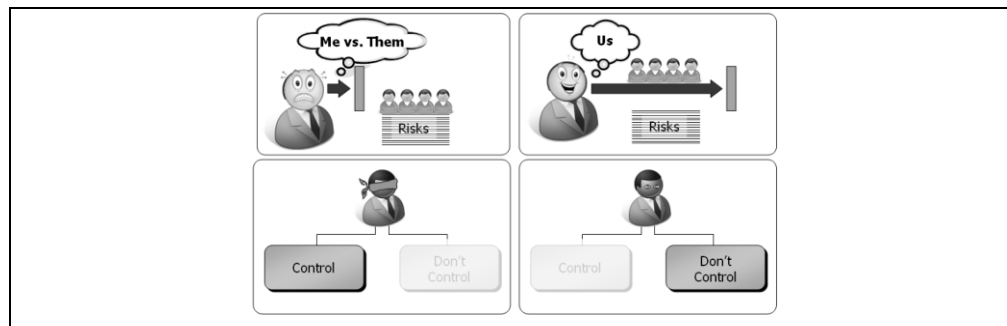 Me vs. Them
Risks
Us
Risks
Control
Don't
Control
Control
Don't
Control